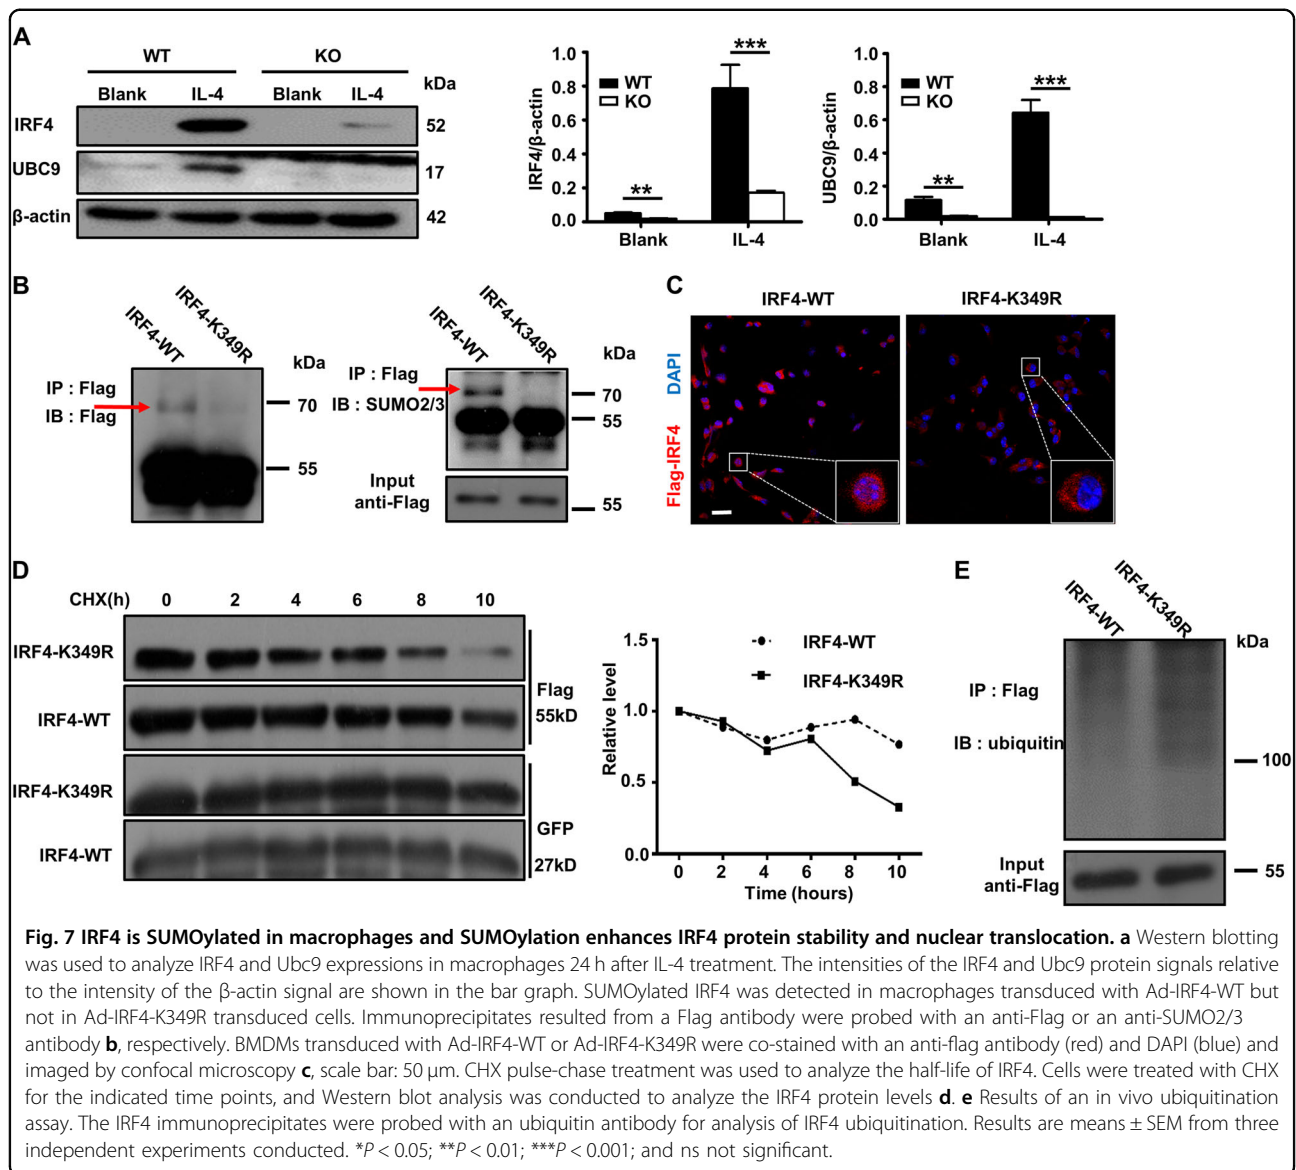 A
WT KO
kDa
Blank IL-4 Blank IL-4
IRF4 52
UBC9 17
β-actin 42
IRF4/β-actin
1.0
0.8
0.6
0.4
0.2
0.0
WT
KO
**
***
Blank IL-4
UBC9/β-actin
1.0
0.8
0.6
0.4
0.2
0.0
WT
KO
**
***
Blank IL-4
B
IRF4-WT
IRF4-K349R
kDa
IP : Flag
IB : Flag
70
55
IRF4-WT
IRF4-K349R
kDa
IP : Flag
IB : SUMO2/3
70
55
Input
anti-Flag
55
C
IRF4-WT IRF4-K349R
Flag-IRF4 DAPI
D
CHX(h) 0 2 4 6 8 10
IRF4-K349R
IRF4-WT
Flag
55kD
IRF4-K349R
IRF4-WT
GFP
27kD
Relative level
1.5
1.0
0.5
0.0
IRF4-WT
IRF4-K349R
0 2 4 6 8 10
Time (hours)
E
IRF4-WT
IRF4-K349R
kDa
IP : Flag
IB : ubiquitin
100
Input
anti-Flag
55
Fig. 7 IRF4 is SUMOylated in macrophages and SUMOylation enhances IRF4 protein stability and nuclear translocation. a Western blotting
was used to analyze IRF4 and Ubc9 expressions in macrophages 24 h after IL-4 treatment. The intensities of the IRF4 and Ubc9 protein signals relative
to the intensity of the β-actin signal are shown in the bar graph. SUMOylated IRF4 was detected in macrophages transduced with Ad-IRF4-WT but
not in Ad-IRF4-K349R transduced cells. Immunoprecipitates resulted from a Flag antibody were probed with an anti-Flag or an anti-SUMO2/3
antibody b, respectively. BMDMs transduced with Ad-IRF4-WT or Ad-IRF4-K349R were co-stained with an anti-flag antibody (red) and DAPI (blue) and
imaged by confocal microscopy c, scale bar: 50 μm. CHX pulse-chase treatment was used to analyze the half-life of IRF4. Cells were treated with CHX
for the indicated time points, and Western blot analysis was conducted to analyze the IRF4 protein levels d. e Results of an in vivo ubiquitination
assay. The IRF4 immunoprecipitates were probed with an ubiquitin antibody for analysis of IRF4 ubiquitination. Results are means ± SEM from three
independent experiments conducted. *P < 0.05; **P < 0.01; ***P < 0.001; and ns not significant.